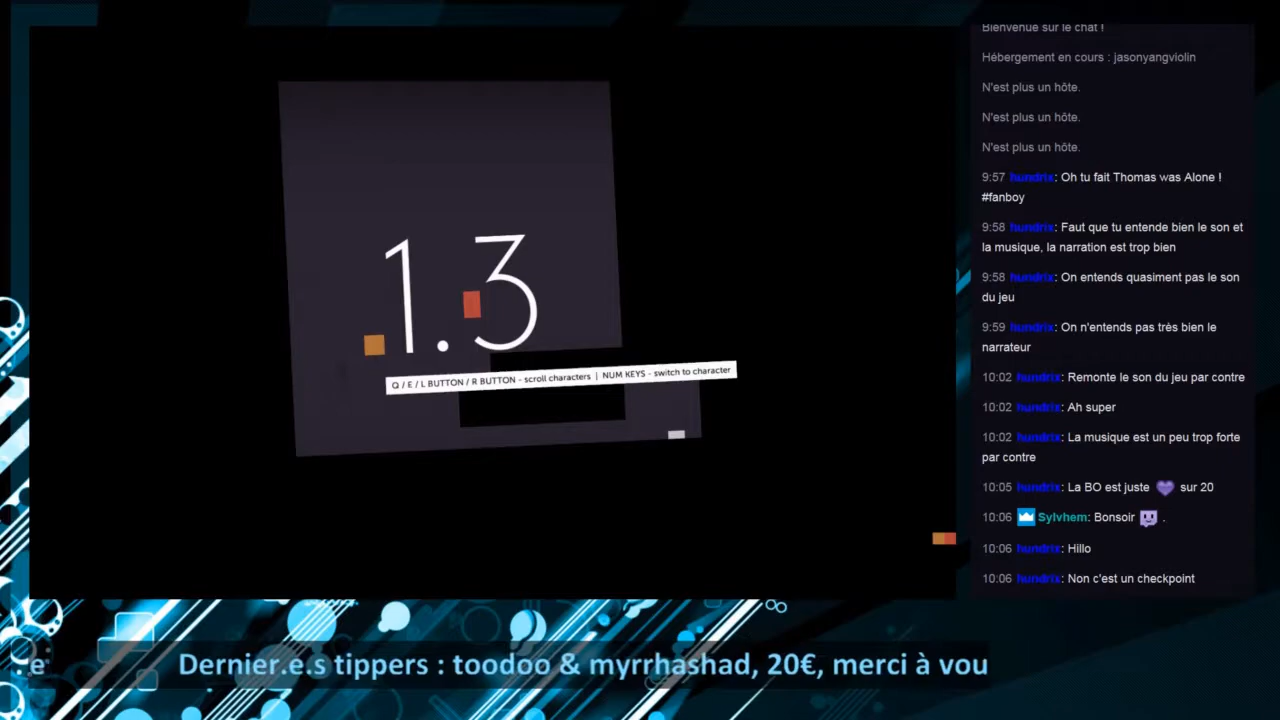 1.3
Q / E / L BUTTON / R BUTTON - scroll characters | NUM KEYS - switch to character
Bienvenue sur le chat !
Hébergement en cours : jasonyangviolin
N'est plus un hôte.
N'est plus un hôte.
N'est plus un hôte.
9:57 hundrix: Oh tu fait Thomas was Alone !
#fanboy
9:58 hundrix: Faut que tu entende bien le son et
la musique, la narration est trop bien
9:58 hundrix: On entends quasiment pas le son
du jeu
9:59 hundrix: On n'entends pas très bien le
narrateur
10:02 hundrix: Remonte le son du jeu par contre
10:02 hundrix: Ah super
10:02 hundrix: La musique est un peu trop forte
par contre
10:05 hundrix: La BO est juste sur 20
10:06 Sylvhem: Bonsoir .
10:06 hundrix: Hillo
10:06 hundrix: Non c'est un checkpoint
e Dernier.e.s tippers : toodoo & myrrhashad, 20€, merci à vou